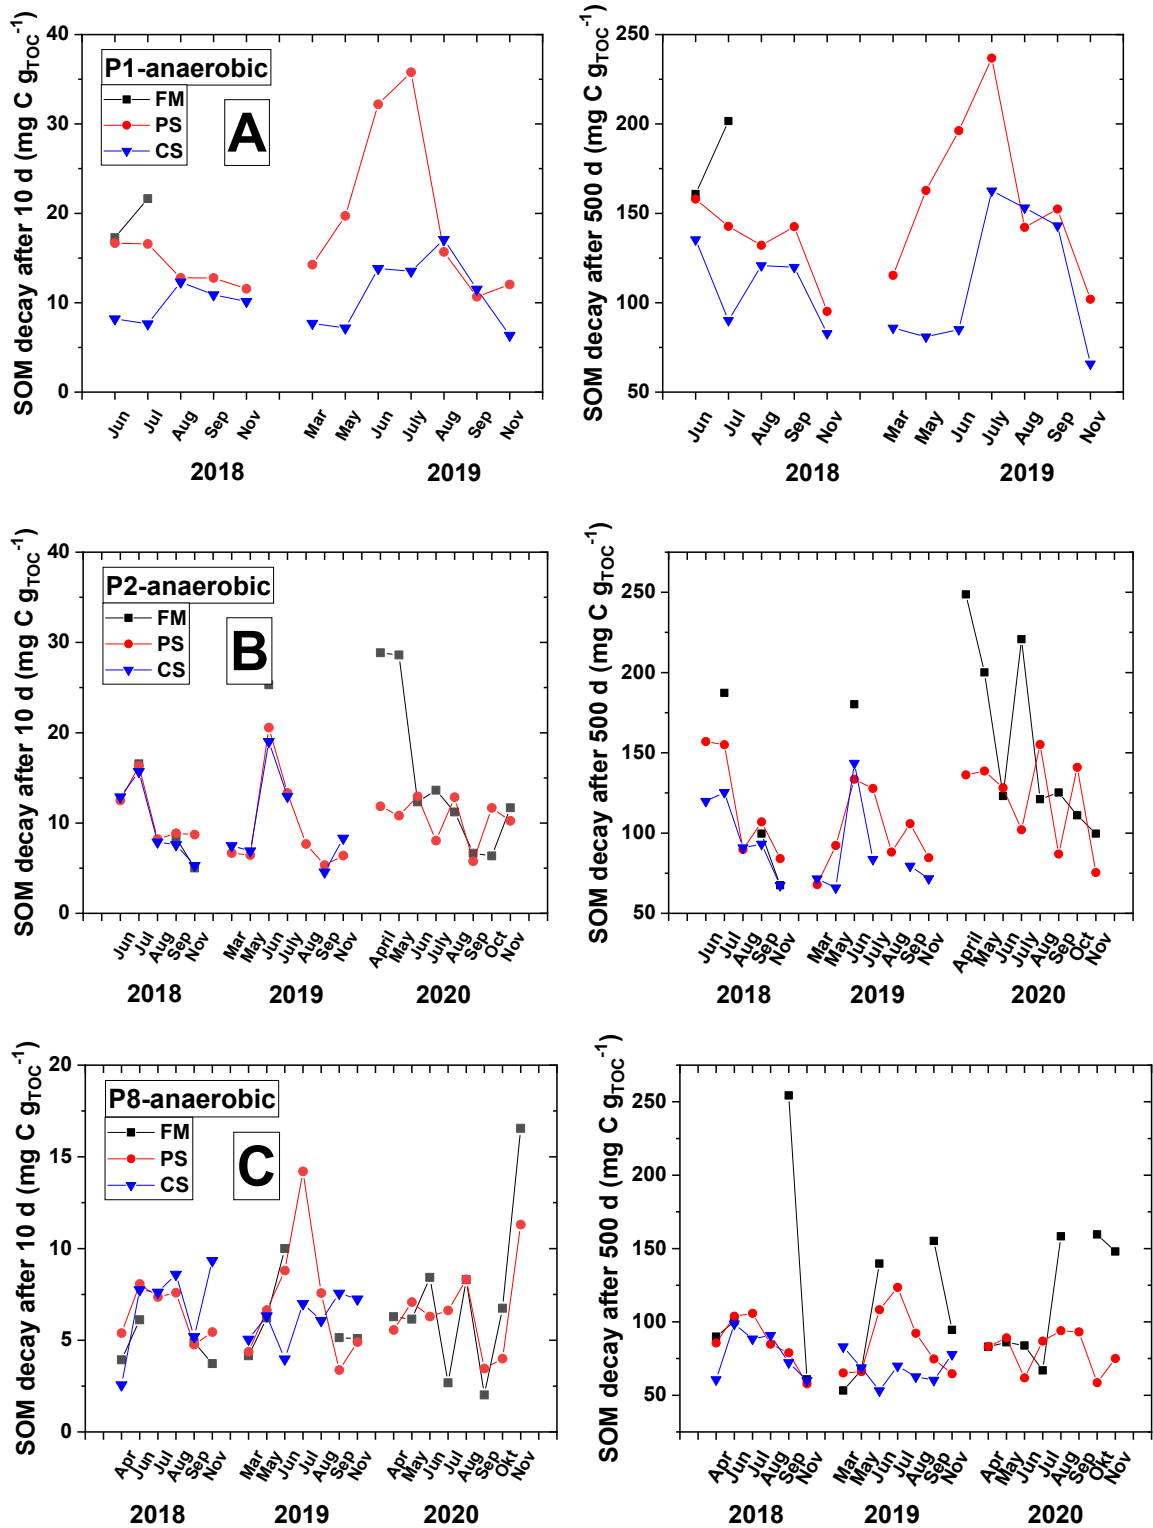 SOM decay after 10 d (mg C gTOC-1)
40
30
20
10
0
P1-anaerobic
FM
PS
CS
A
Jun
Jul
Aug
Sep
Nov
Mar
May
Jun
July
Aug
Sep
Nov
2018
2019
SOM decay after 500 d (mg C gTOC-1)
250
200
150
100
50
Jun
Jul
Aug
Sep
Nov
Mar
May
Jun
July
Aug
Sep
Nov
2018
2019
SOM decay after 10 d (mg C gTOC-1)
40
30
20
10
0
P2-anaerobic
FM
PS
CS
B
Jun
Jul
Aug
Sep
Nov
Mar
May
Jun
July
Aug
Sep
Nov
April
May
Jun
July
Aug
Sep
Oct
Nov
2018
2019
2020
SOM decay after 500 d (mg C gTOC-1)
250
200
150
100
50
Jun
Jul
Aug
Sep
Nov
Mar
May
Jun
July
Aug
Sep
Nov
April
May
Jun
July
Aug
Sep
Oct
Nov
2018
2019
2020
SOM decay after 10 d (mg C gTOC-1)
20
15
10
5
0
P8-anaerobic
FM
PS
CS
C
Apr
Jun
Jul
Aug
Sep
Nov
Mar
May
Jun
Jul
Aug
Sep
Nov
Apr
May
Jun
Jul
Aug
Sep
Okt
Nov
2018
2019
2020
SOM decay after 500 d (mg C gTOC-1)
250
200
150
100
50
Apr
Jun
Jul
Aug
Sep
Nov
Mar
May
Jun
Jul
Aug
Sep
Nov
Apr
May
Jun
Jul
Aug
Sep
Okt
Nov
2018
2019
2020